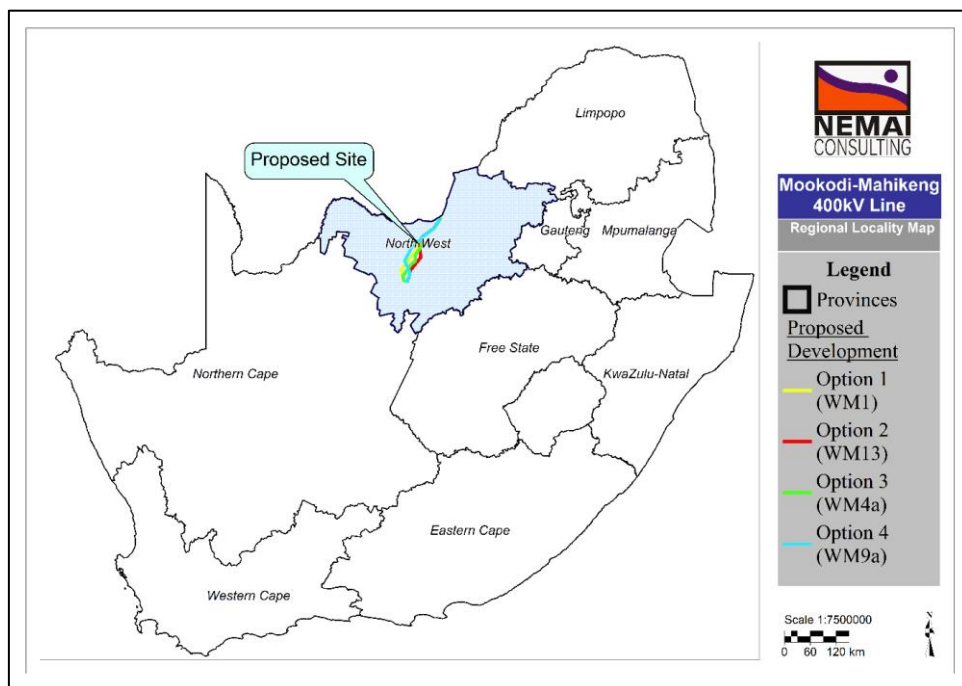 Limpopo
Proposed Site
North West
Gauteng
Mpumalanga
Free State
KwaZulu-Natal
Northern Cape
Eastern Cape
Western Cape
NEMAI
CONSULTING
Mookodi-Mahikeng
400kV Line
Regional Locality Map
Legend
Provinces
Proposed
Development
Option 1
(WM1)
Option 2
(WM13)
Option 3
(WM4a)
Option 4
(WM9a)
Scale 1:7500000
0 60 120 km
N